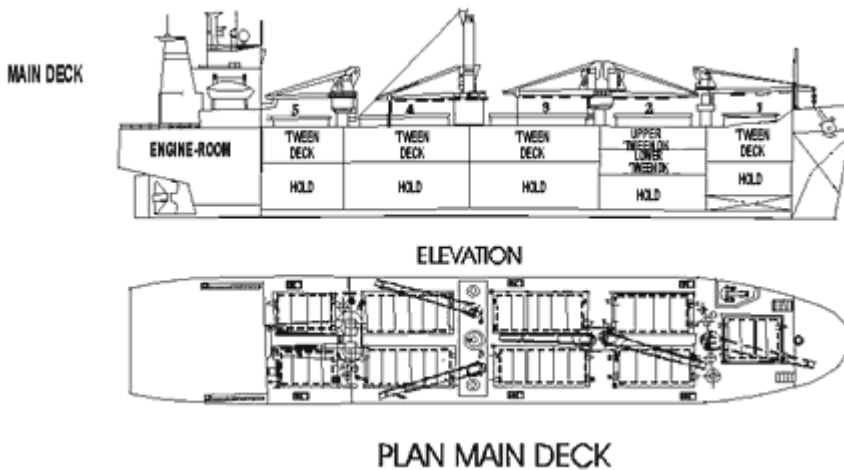 MAIN DECK
5 4 3 2 1
ENGINE-ROOM
'TWEEN
DECK
'TWEEN
DECK
'TWEEN
DECK
UPPER
'TWEEN DK
LOWER
'TWEEN DK
'TWEEN
DECK
HOLD
HOLD
HOLD
HOLD
HOLD
ELEVATION
PLAN MAIN DECK